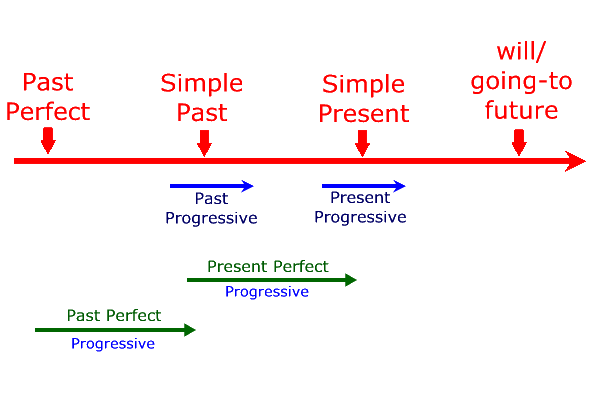 Past
Perfect
Simple
Past
Simple
Present
will/
going-to
future
Past
Progressive
Present
Progressive
Present Perfect
Progressive
Past Perfect
Progressive